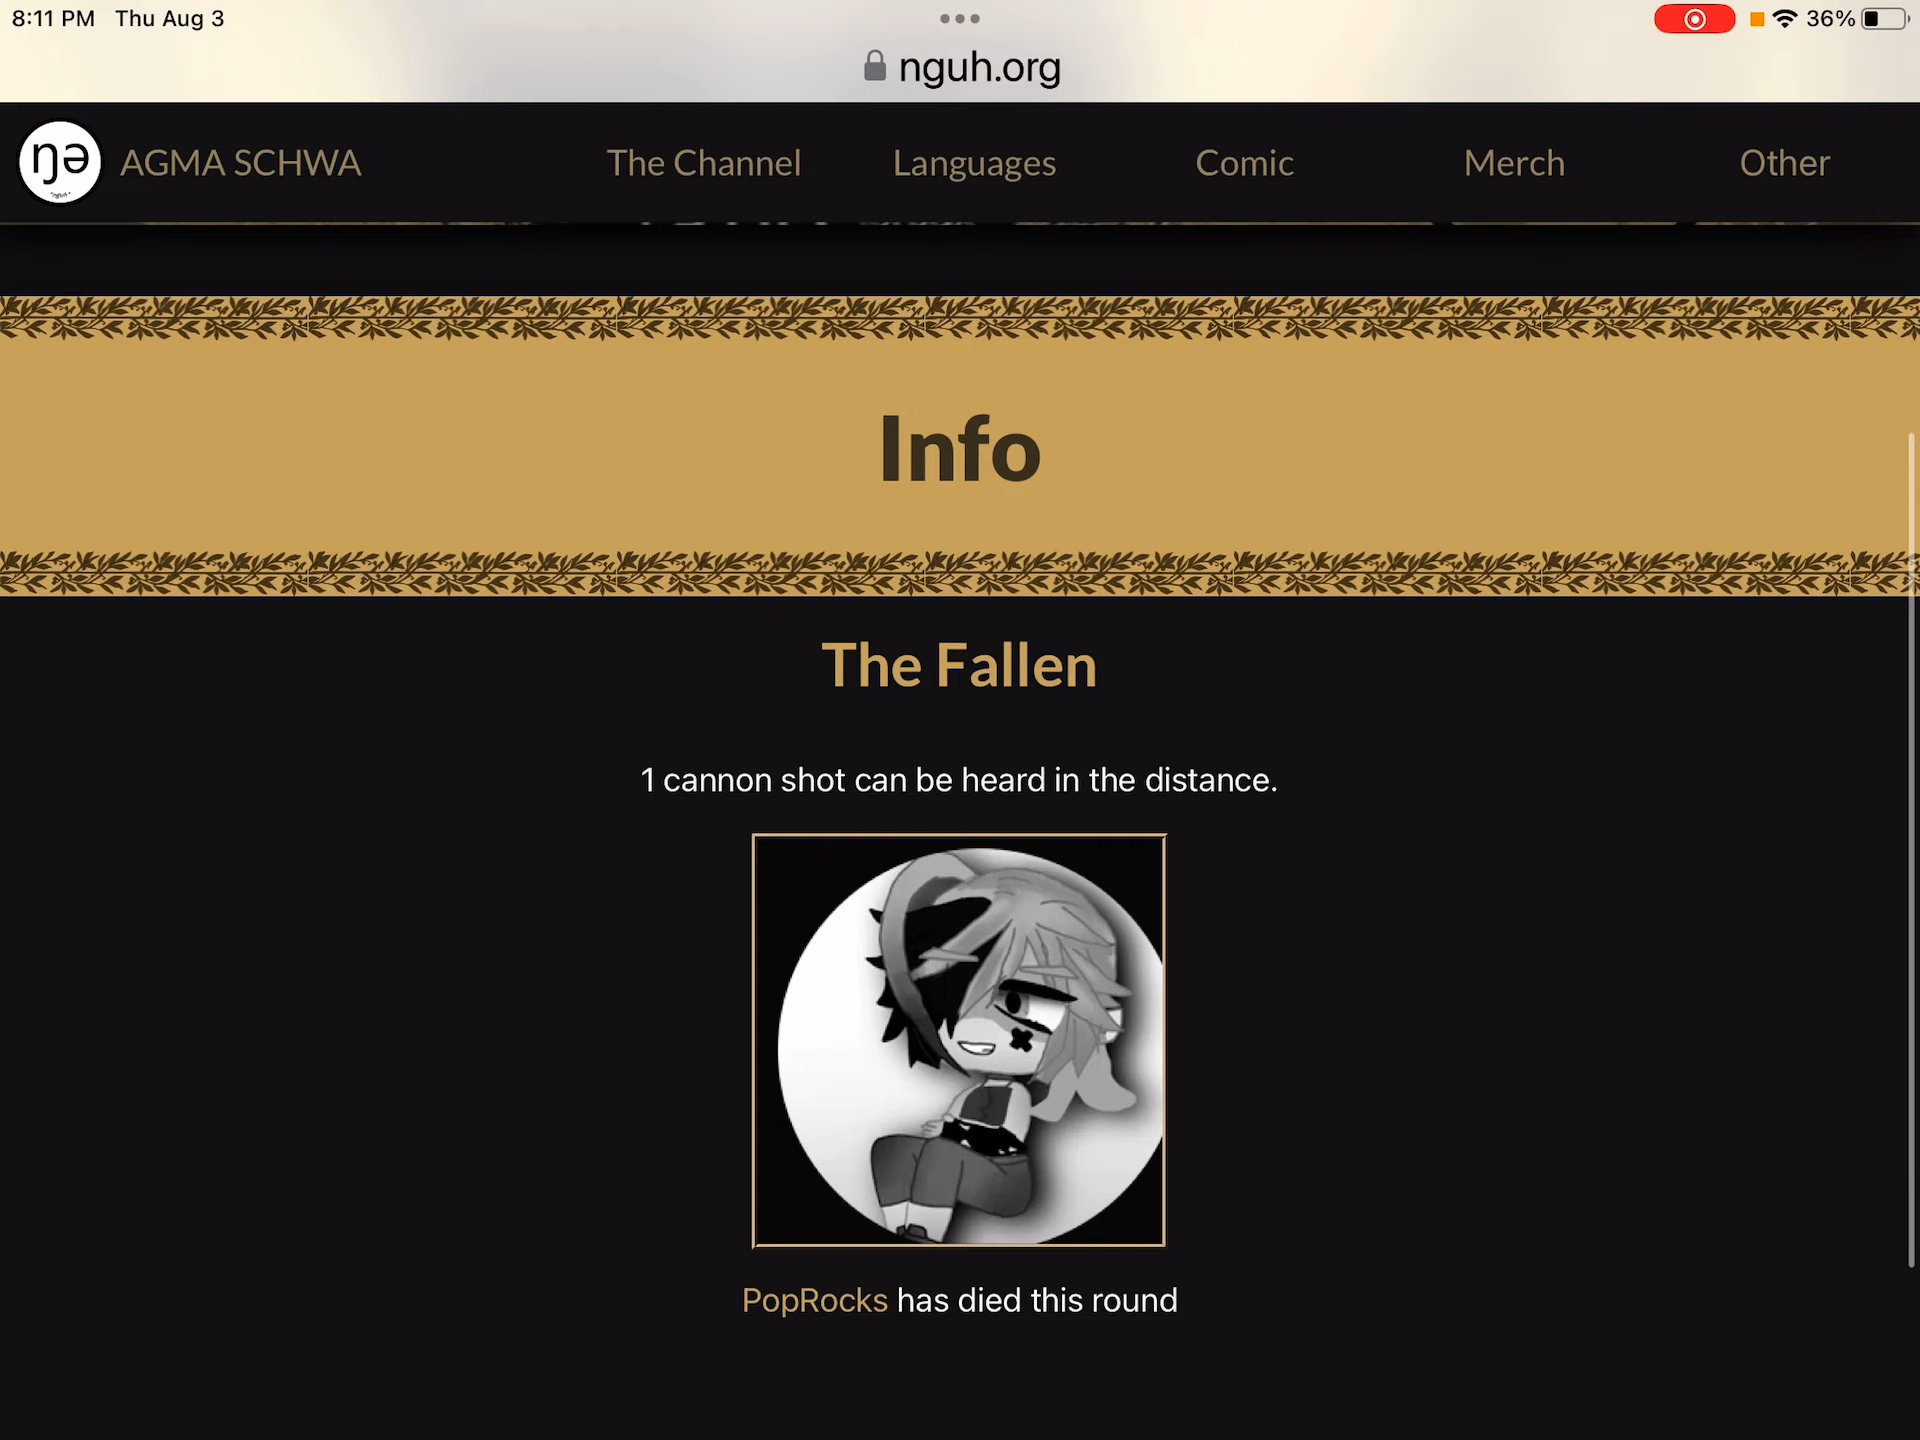 8:11 PM Thu Aug 3
36%
nguh.org
ŋə
AGMA SCHWA
The Channel
Languages
Comic
Merch
Other
Info
The Fallen
1 cannon shot can be heard in the distance.
PopRocks has died this round